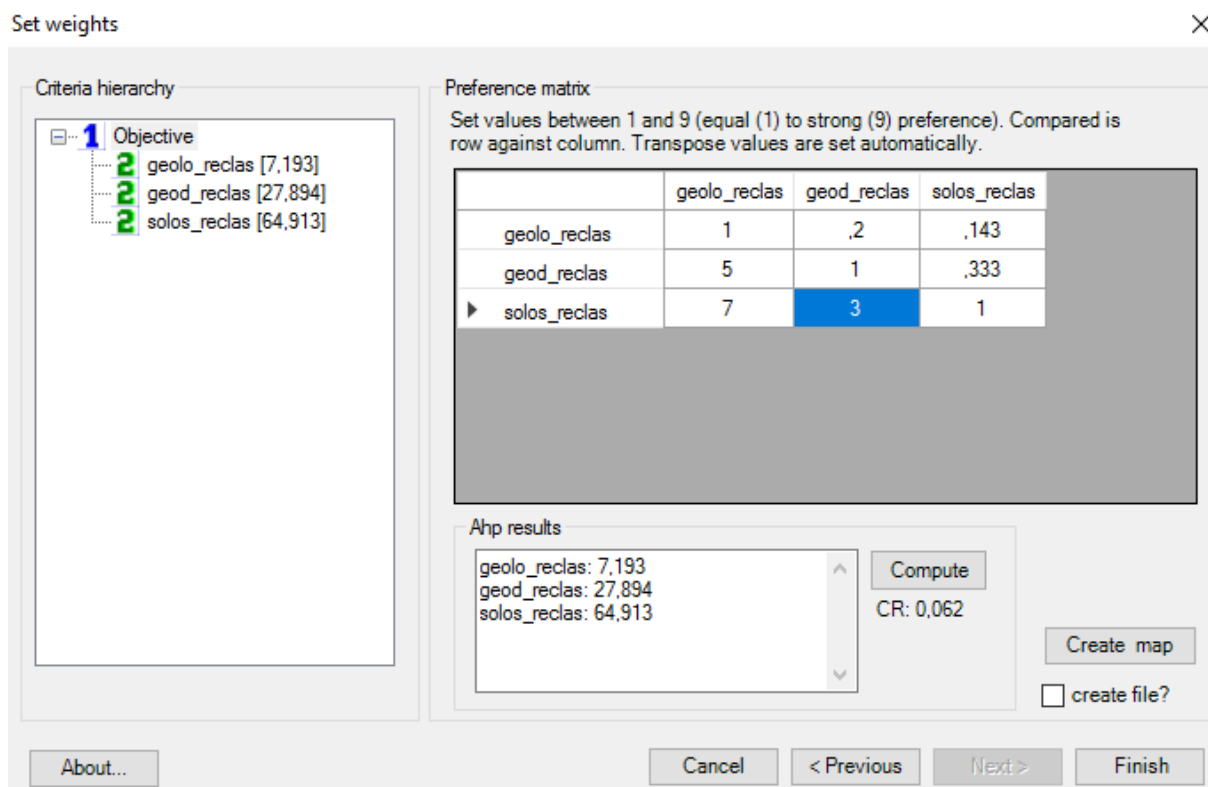 Set weights
Criteria hierarchy
1 Objective
2 geolo_reclas [7,193]
2 geod_reclas [27,894]
2 solos_reclas [64,913]
Preference matrix
Set values between 1 and 9 (equal (1) to strong (9) preference). Compared is
row against column. Transpose values are set automatically.
geolo_reclas geod_reclas solos_reclas
geolo_reclas 1 ,2 ,143
geod_reclas 5 1 ,333
solos_reclas 7 3 1
Ahp results
geolo_reclas: 7,193
geod_reclas: 27,894
solos_reclas: 64,913
Compute
CR: 0,062
Create map
create file?
About...
Cancel
< Previous
Next >
Finish